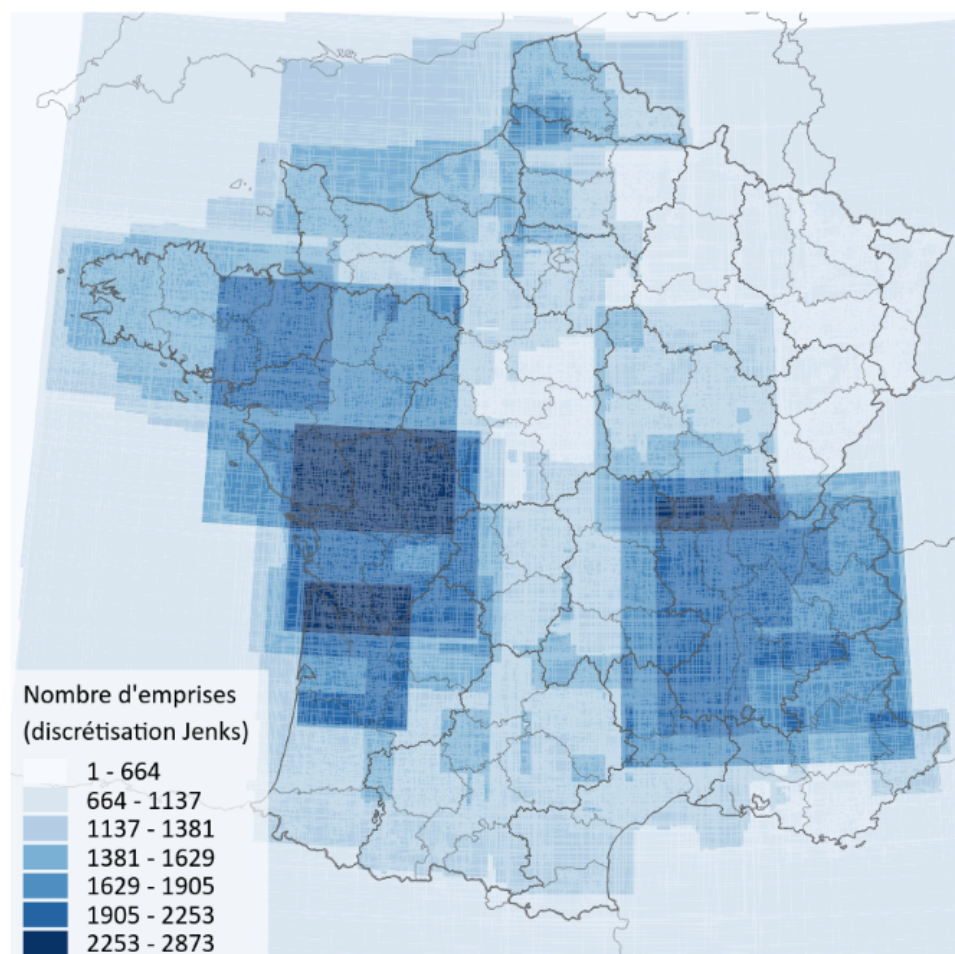 Nombre d'emprises
(discrétisation Jenks)
1 - 664
664 - 1137
1137 - 1381
1381 - 1629
1629 - 1905
1905 - 2253
2253 - 2873